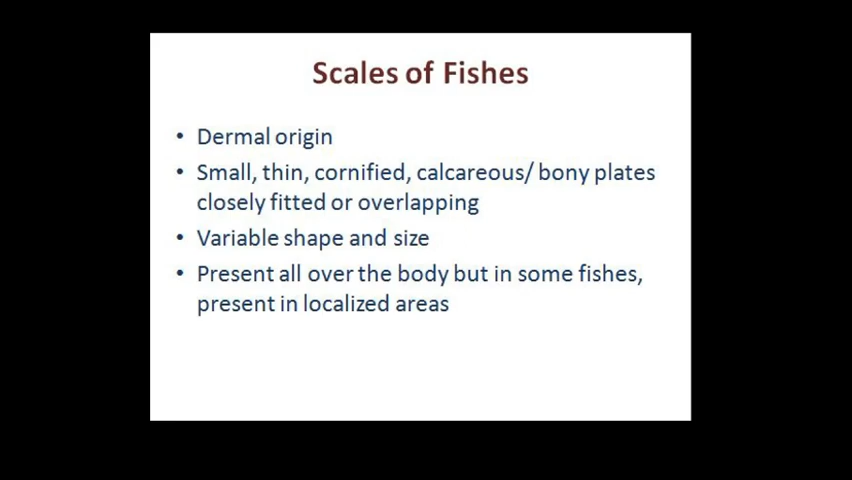 Scales of Fishes
• Dermal origin
• Small, thin, cornified, calcareous/ bony plates
closely fitted or overlapping
• Variable shape and size
• Present all over the body but in some fishes,
present in localized areas